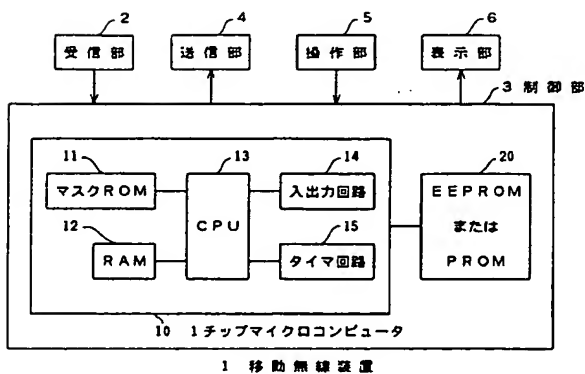 2 4 5 6
受信部 送信部 操作部 表示部
3 制御部
11 13 14 20
マスクROM CPU 入出力回路 EEPROM
または
PROM
12 15
RAM タイマ回路
10 1チップマイクロコンピュータ
1 移動無線装置